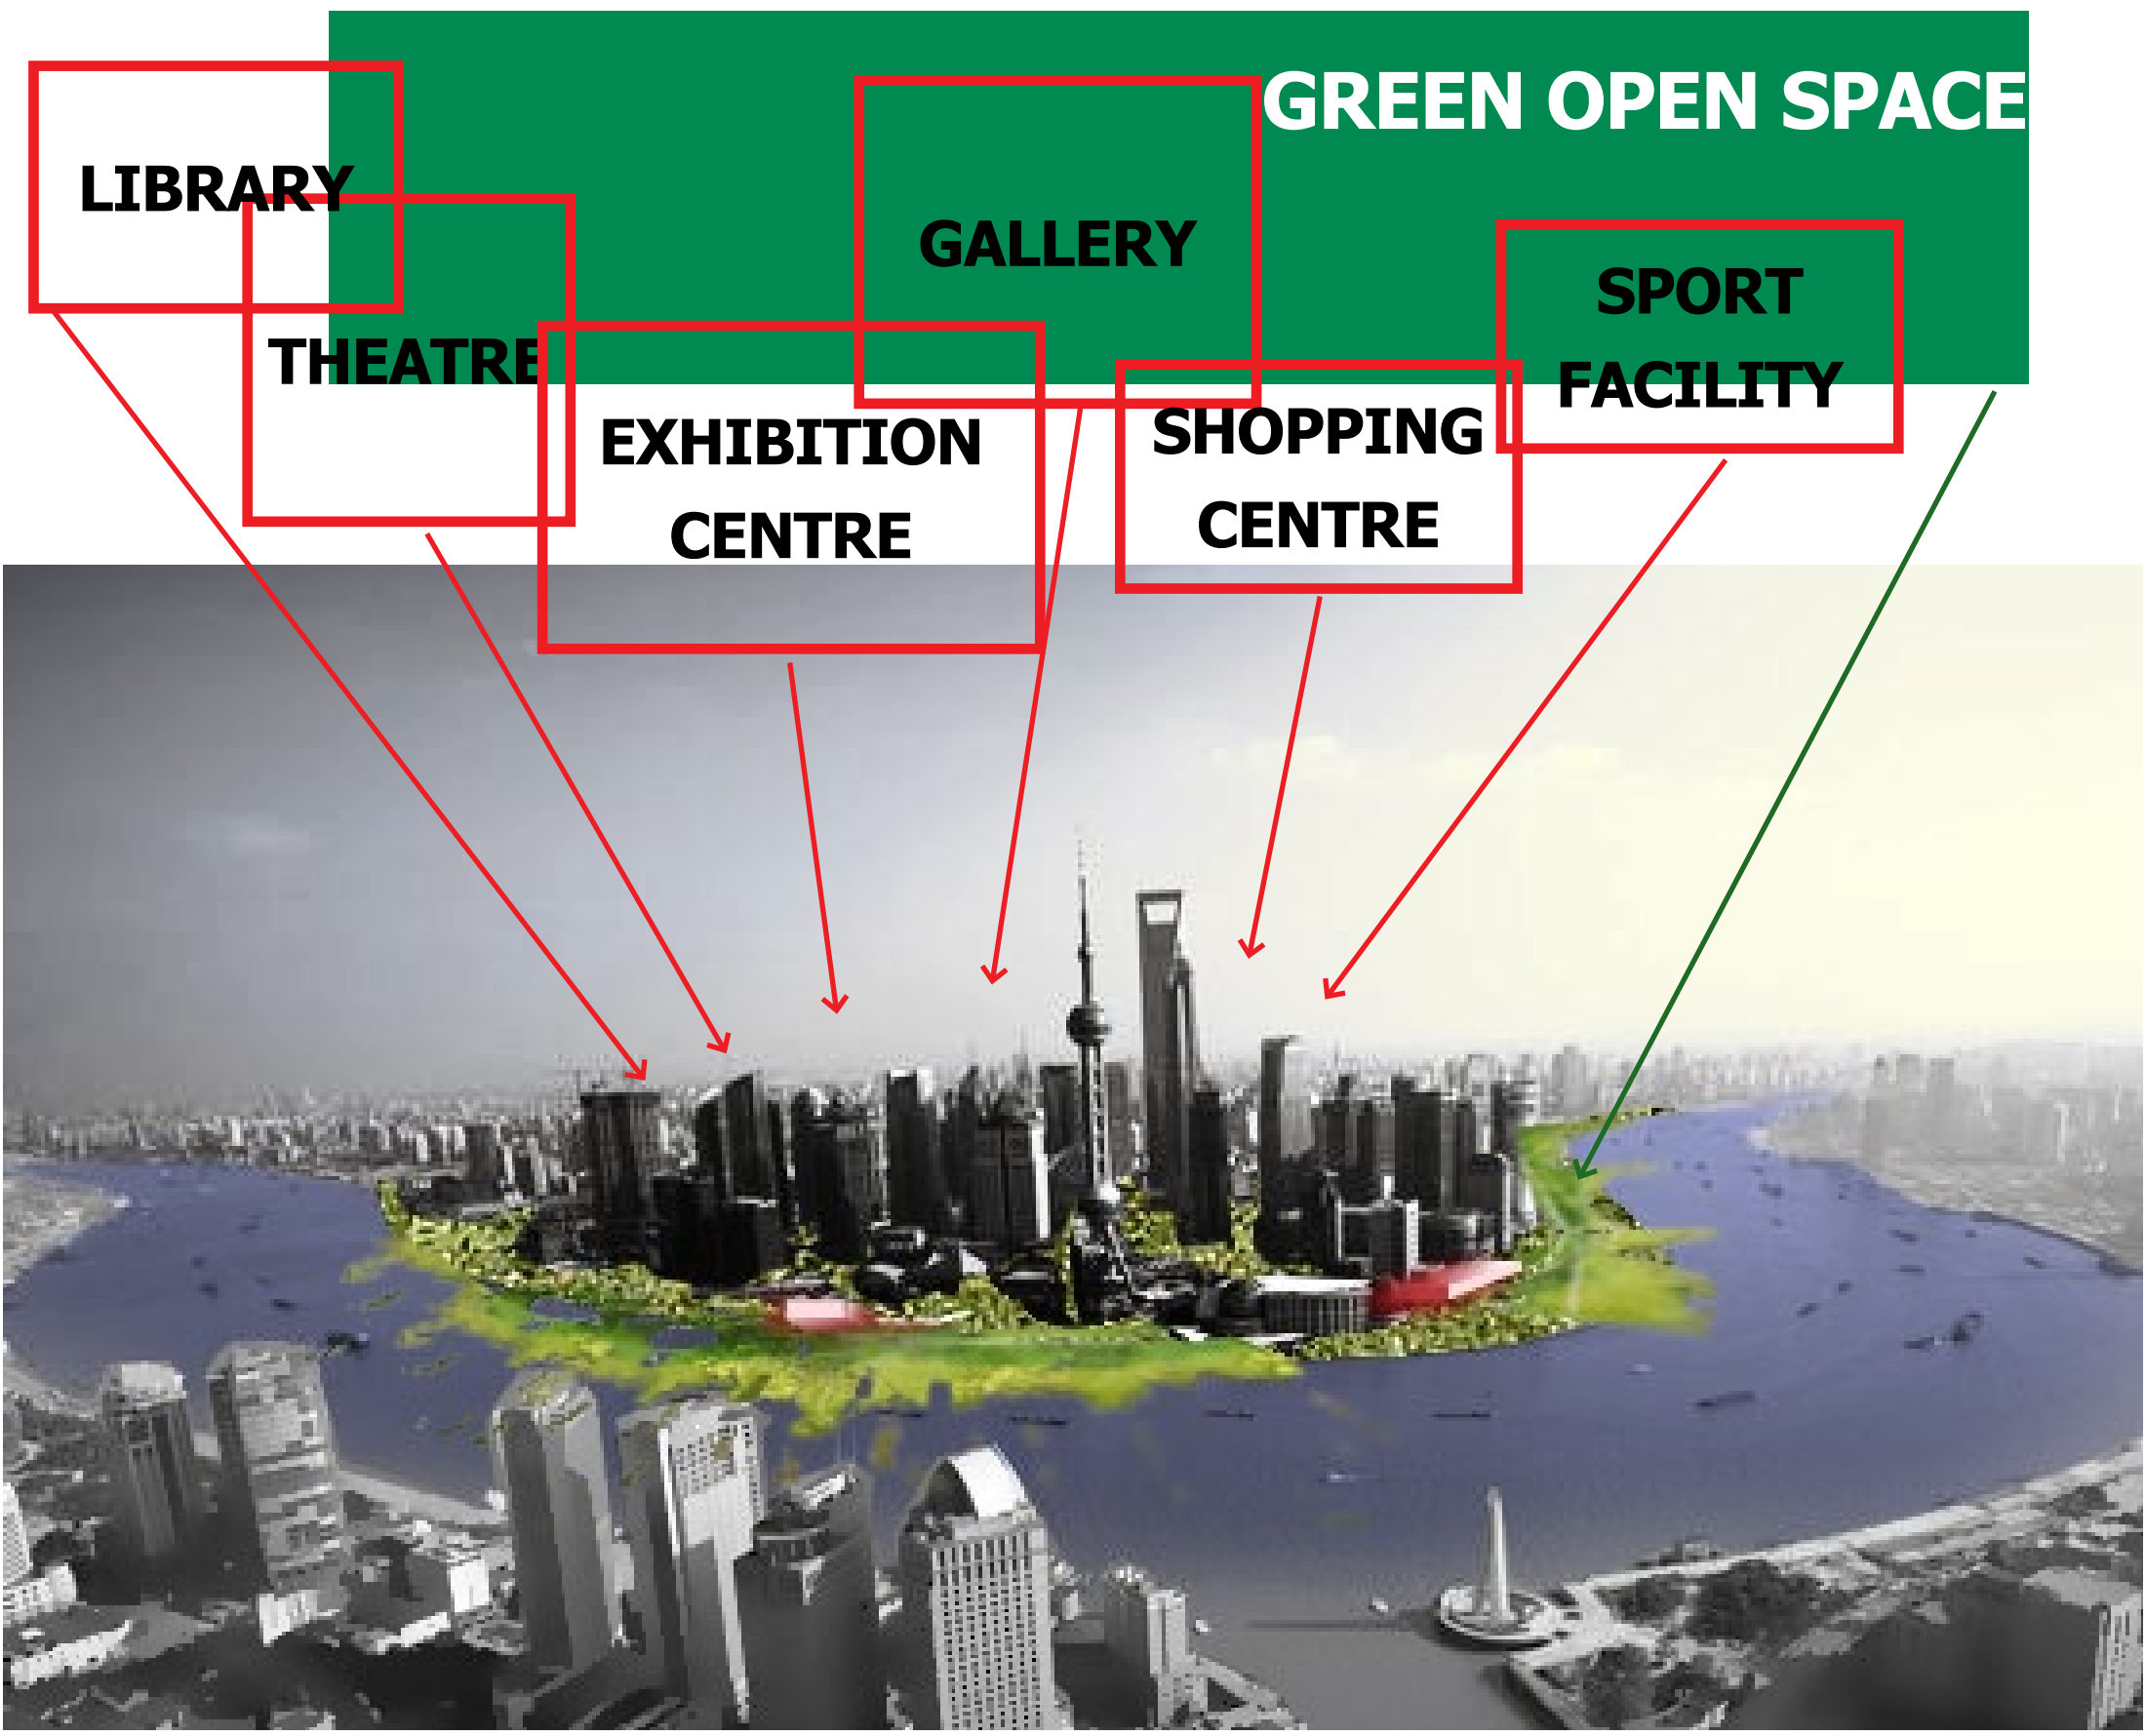 GREEN OPEN SPACE
LIBRARY
GALLERY
SPORT
FACILITY
THEATRE
EXHIBITION
CENTRE
SHOPPING
CENTRE